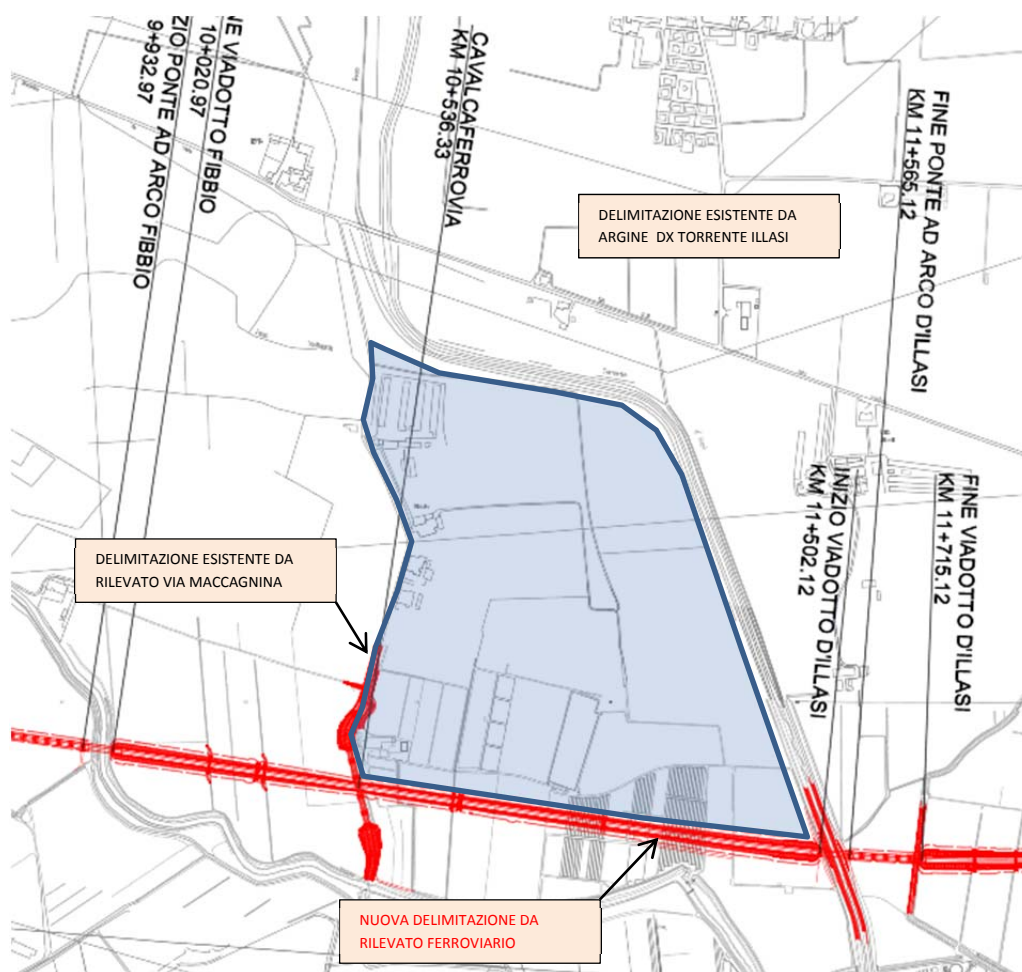 NE VIADOTTO FIBBIO
10+020.97
ZIO PONTE AD ARCO FIBBIO
9+932.97
CAVALCAFERROVIA
KM 10+536.33
FINE PONTE AD ARCO D'ILLASI
KM 11+565.12
DELIMITAZIONE ESISTENTE DA
ARGINE DX TORRENTE ILLASI
INIZIO VIADOTTO D'ILLASI
KM 11+502.12
FINE VIADOTTO D'ILLASI
KM 11+715.12
DELIMITAZIONE ESISTENTE DA
RILEVATO VIA MACCAGNINA
NUOVA DELIMITAZIONE DA
RILEVATO FERROVIARIO